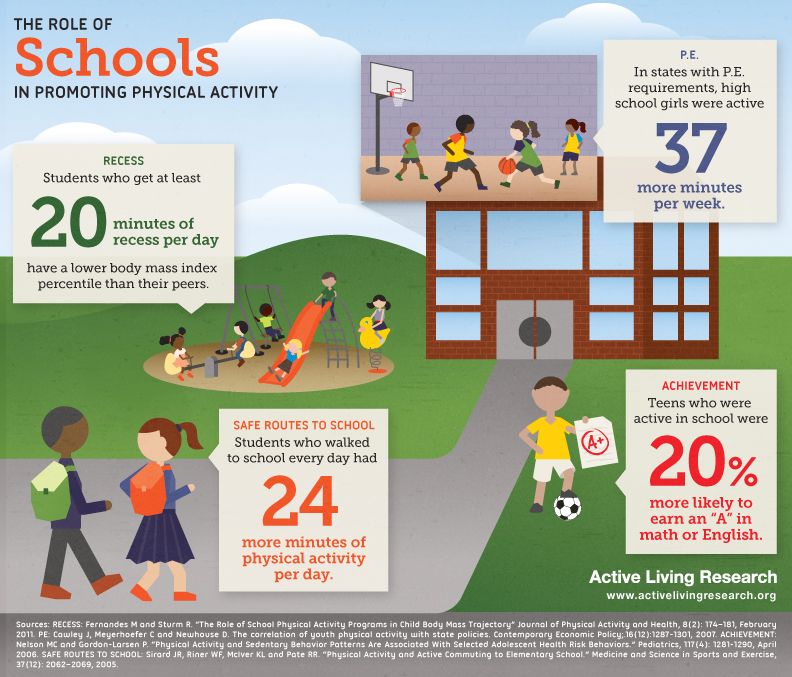 THE ROLE OF
Schools
IN PROMOTING PHYSICAL ACTIVITY
P.E.
In states with P.E.
requirements, high
school girls were active
37
more minutes
per week.
RECESS
Students who get at least
20 minutes of
recess per day
have a lower body mass index
percentile than their peers.
SAFE ROUTES TO SCHOOL
Students who walked
to school every day had
24
more minutes of
physical activity
per day.
A+
ACHIEVEMENT
Teens who were
active in school were
20%
more likely to
earn an "A" in
math or English.
Active Living Research
www.activelivingresearch.org
Sources: RECESS: Fernandes M and Sturm R. "The Role of School Physical Activity Programs in Child Body Mass Trajectory" Journal of Physical Activity and Health, 8(2): 174–181, February
2011. PE: Cawley J, Meyerhoefer C and Newhouse D. The correlation of youth physical activity with state policies. Contemporary Economic Policy;16(12):1287-1301, 2007. ACHIEVEMENT:
Nelson MC and Gordon-Larsen P. "Physical Activity and Sedentary Behavior Patterns Are Associated With Selected Adolescent Health Risk Behaviors." Pediatrics, 117(4): 1281-1290, April
2006. SAFE ROUTES TO SCHOOL: Sirard JR, Riner WF, McIver KL and Pate RR. "Physical Activity and Active Commuting to Elementary School." Medicine and Science in Sports and Exercise,
37(12): 2062–2069, 2005.